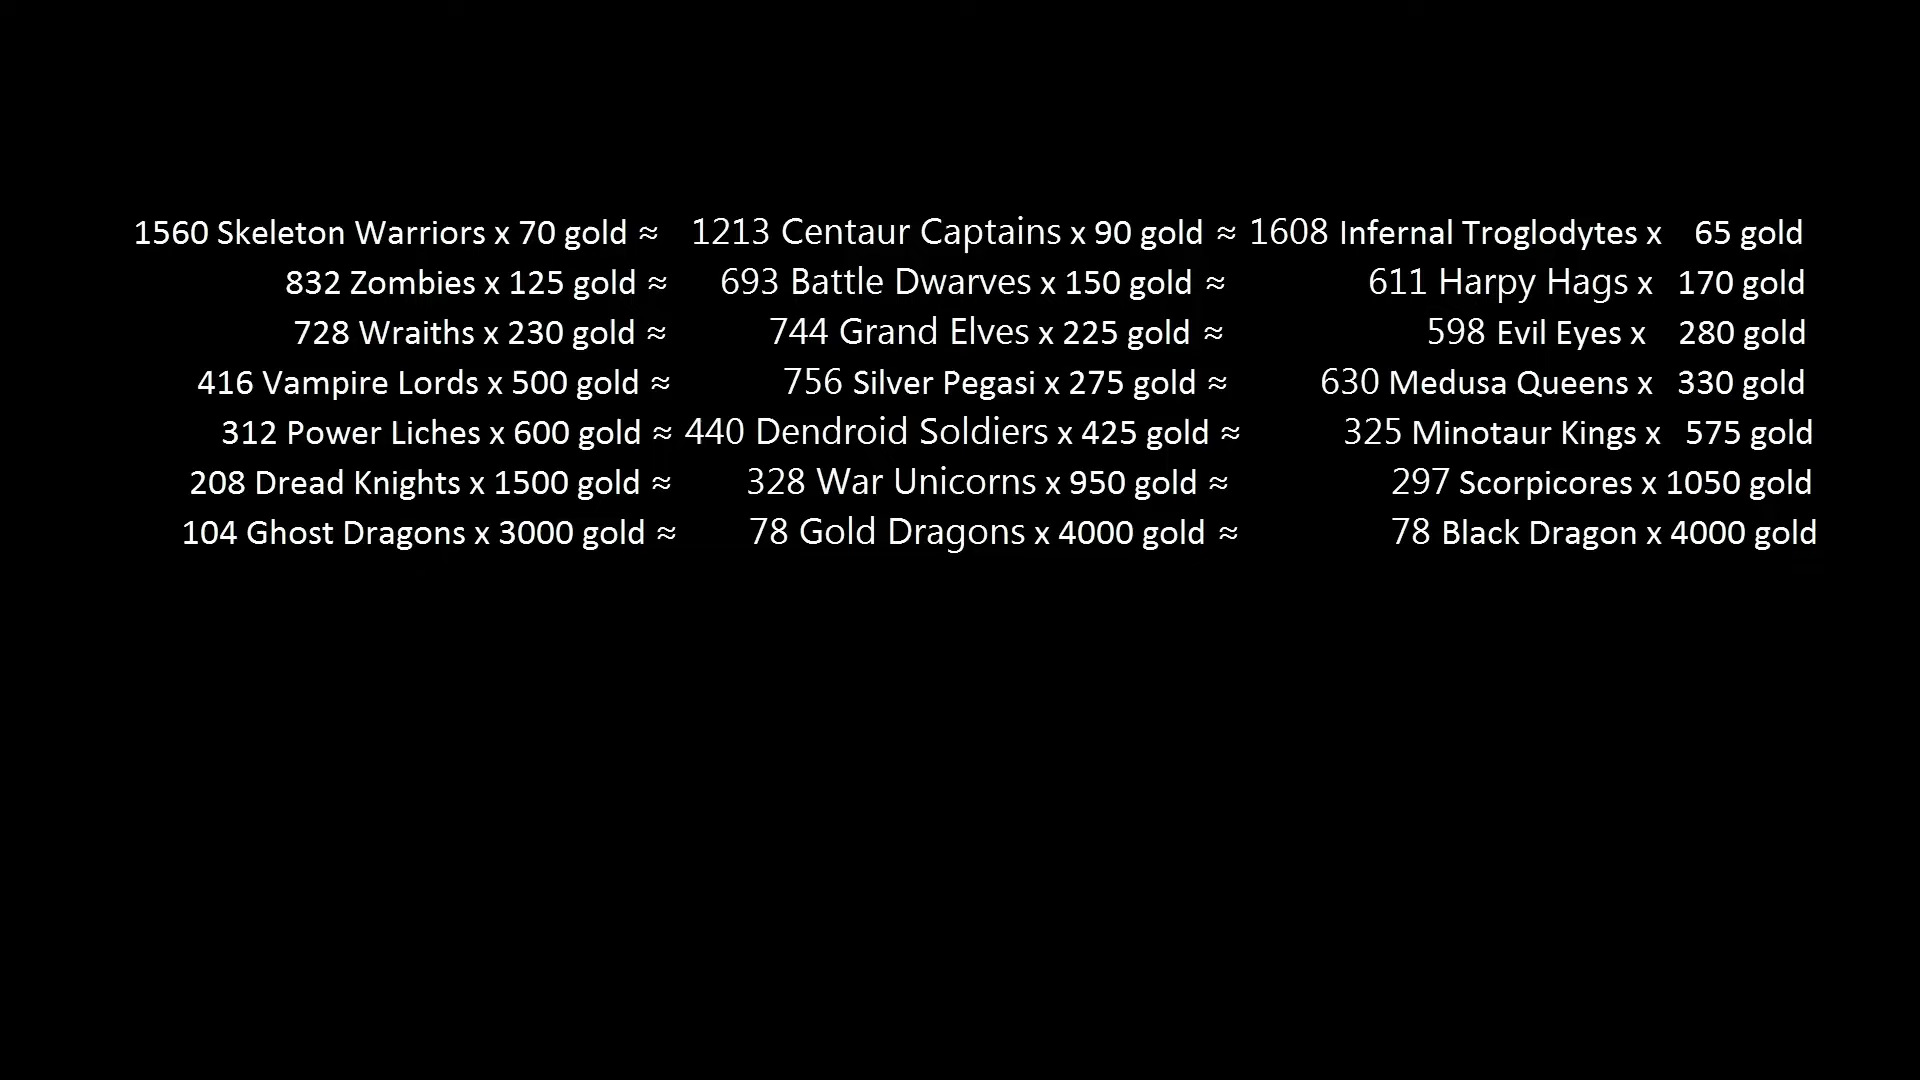 1560 Skeleton Warriors x 70 gold ≈ 1213 Centaur Captains x 90 gold ≈ 1608 Infernal Troglodytes x 65 gold
832 Zombies x 125 gold ≈ 693 Battle Dwarves x 150 gold ≈ 611 Harpy Hags x 170 gold
728 Wraiths x 230 gold ≈ 744 Grand Elves x 225 gold ≈ 598 Evil Eyes x 280 gold
416 Vampire Lords x 500 gold ≈ 756 Silver Pegasi x 275 gold ≈ 630 Medusa Queens x 330 gold
312 Power Liches x 600 gold ≈ 440 Dendroid Soldiers x 425 gold ≈ 325 Minotaur Kings x 575 gold
208 Dread Knights x 1500 gold ≈ 328 War Unicorns x 950 gold ≈ 297 Scorpicores x 1050 gold
104 Ghost Dragons x 3000 gold ≈ 78 Gold Dragons x 4000 gold ≈ 78 Black Dragon x 4000 gold